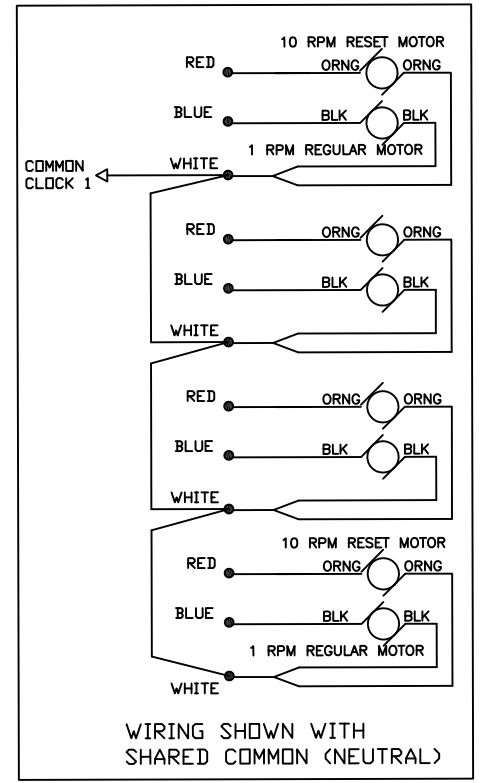 10 RPM RESET MOTOR
RED ORNG ORNG
BLUE BLK BLK
1 RPM REGULAR MOTOR
COMMON
CLOCK 1
WHITE
RED ORNG ORNG
BLUE BLK BLK
WHITE
RED ORNG ORNG
BLUE BLK BLK
WHITE
10 RPM RESET MOTOR
RED ORNG ORNG
BLUE BLK BLK
1 RPM REGULAR MOTOR
WHITE
WIRING SHOWN WITH
SHARED COMMON (NEUTRAL)